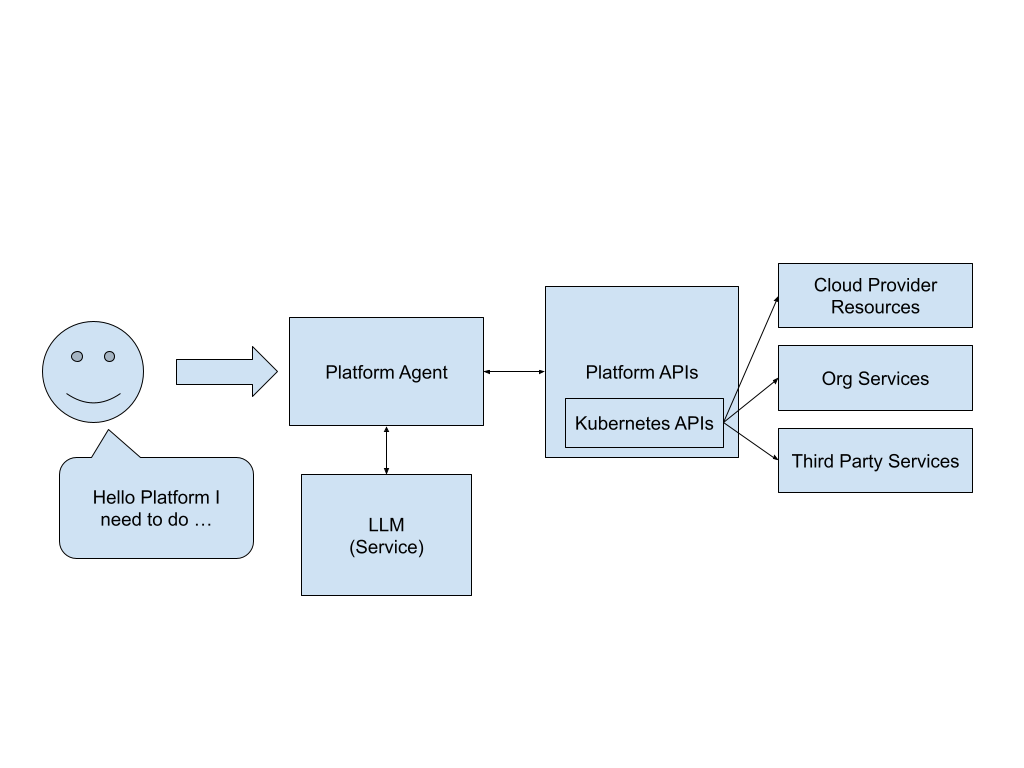 Hello Platform I
need to do …
Platform Agent
LLM
(Service)
Platform APIs
Kubernetes APIs
Cloud Provider
Resources
Org Services
Third Party Services